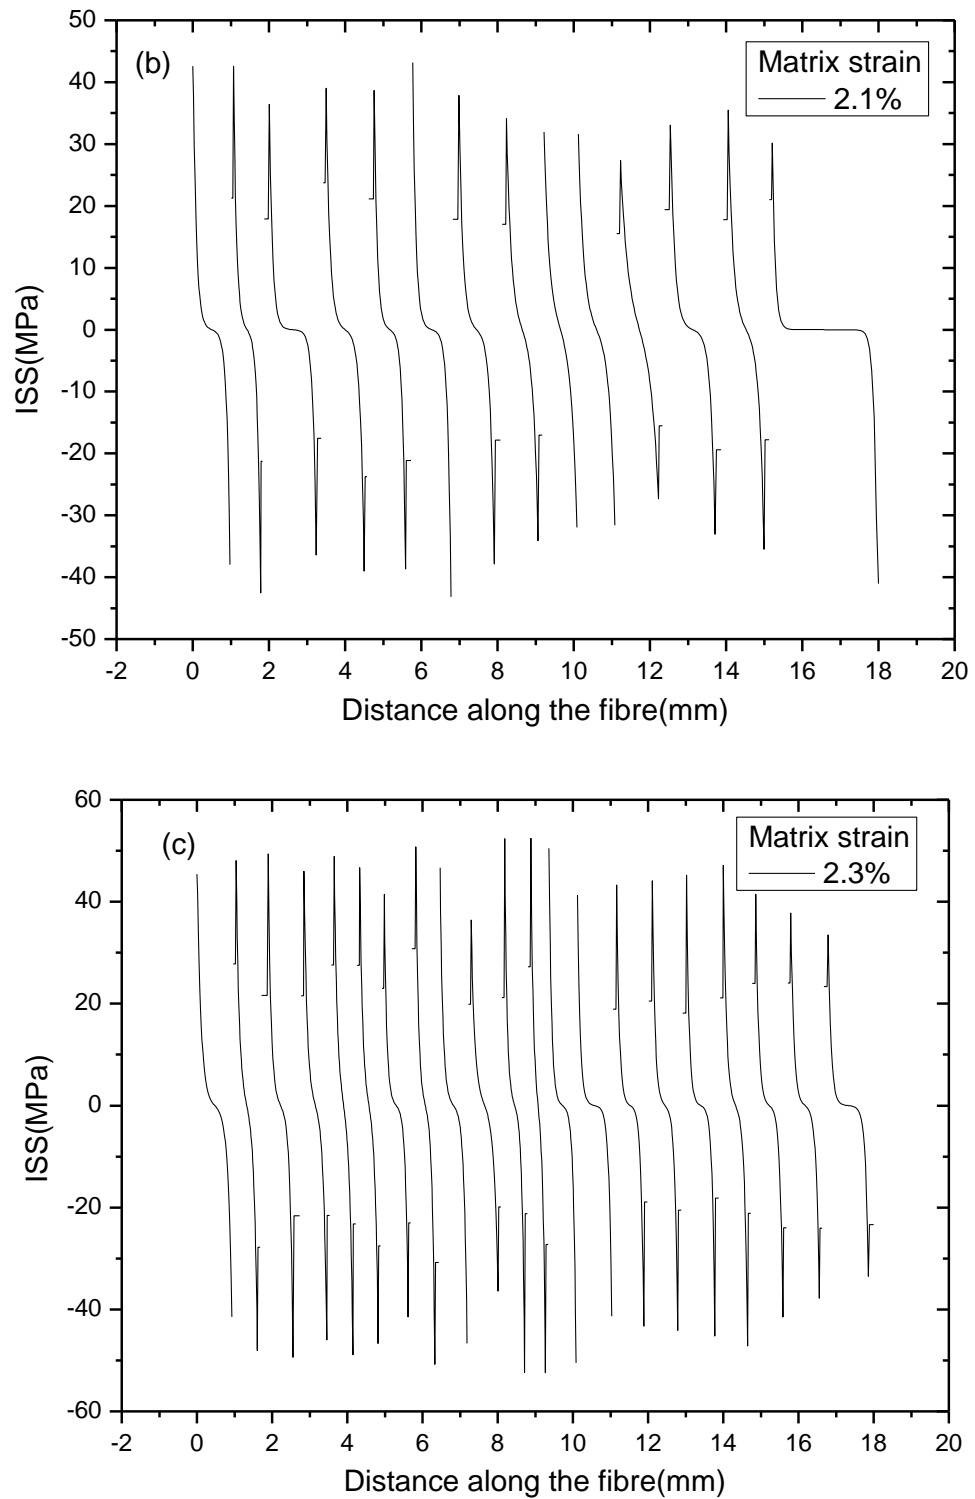 (b)
Matrix strain
2.1%
50
40
30
20
10
0
-10
-20
-30
-40
-50
ISS(MPa)
-2 0 2 4 6 8 10 12 14 16 18 20
Distance along the fibre(mm)
(c)
Matrix strain
2.3%
60
40
20
0
-20
-40
-60
ISS(MPa)
-2 0 2 4 6 8 10 12 14 16 18 20
Distance along the fibre(mm)